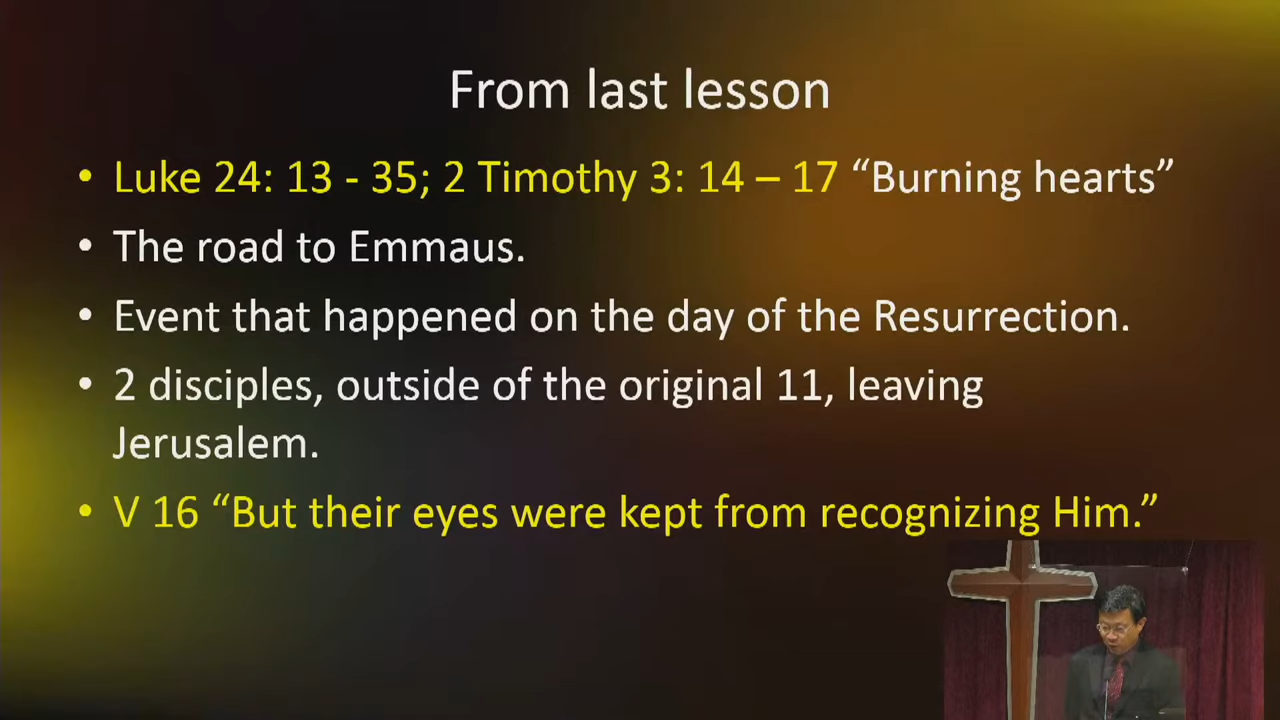 From last lesson
• Luke 24: 13 - 35; 2 Timothy 3: 14 – 17 “Burning hearts”
• The road to Emmaus.
• Event that happened on the day of the Resurrection.
• 2 disciples, outside of the original 11, leaving
Jerusalem.
• V 16 “But their eyes were kept from recognizing Him.”